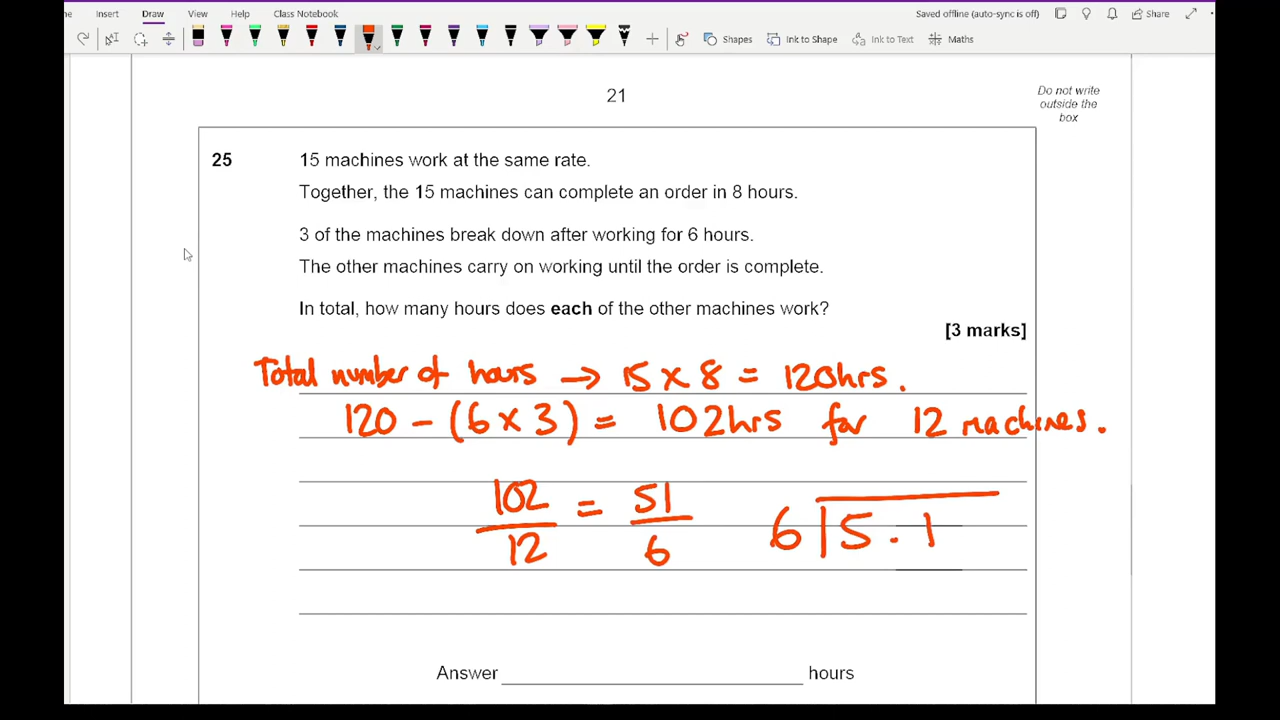 Insert Draw View Help Class Notebook Saved offline (auto-sync is off) Share
Shapes Ink to Shape Ink to Text Maths
21
Do not write
outside the
box
25 15 machines work at the same rate.
Together, the 15 machines can complete an order in 8 hours.
3 of the machines break down after working for 6 hours.
The other machines carry on working until the order is complete.
In total, how many hours does each of the other machines work?
[3 marks]
Total number of hours → 15 x 8 = 120hrs.
120 - (6 x 3) = 102hrs for 12 machines.
102/12 = 51/6 6 | 5.1
Answer hours